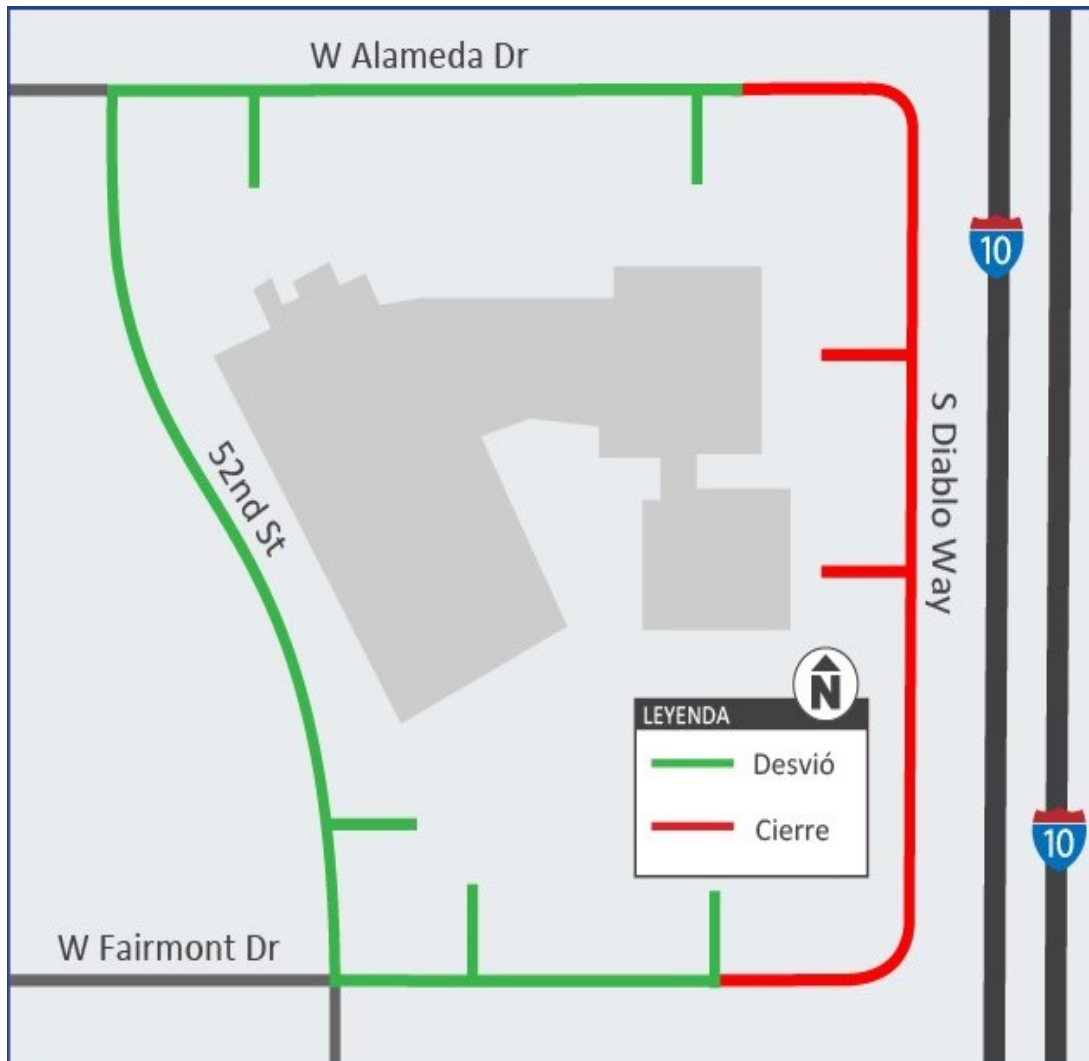 W Alameda Dr
10
52nd St
S Diablo Way
N
LEYENDA
Desvió
Cierre
10
W Fairmont Dr